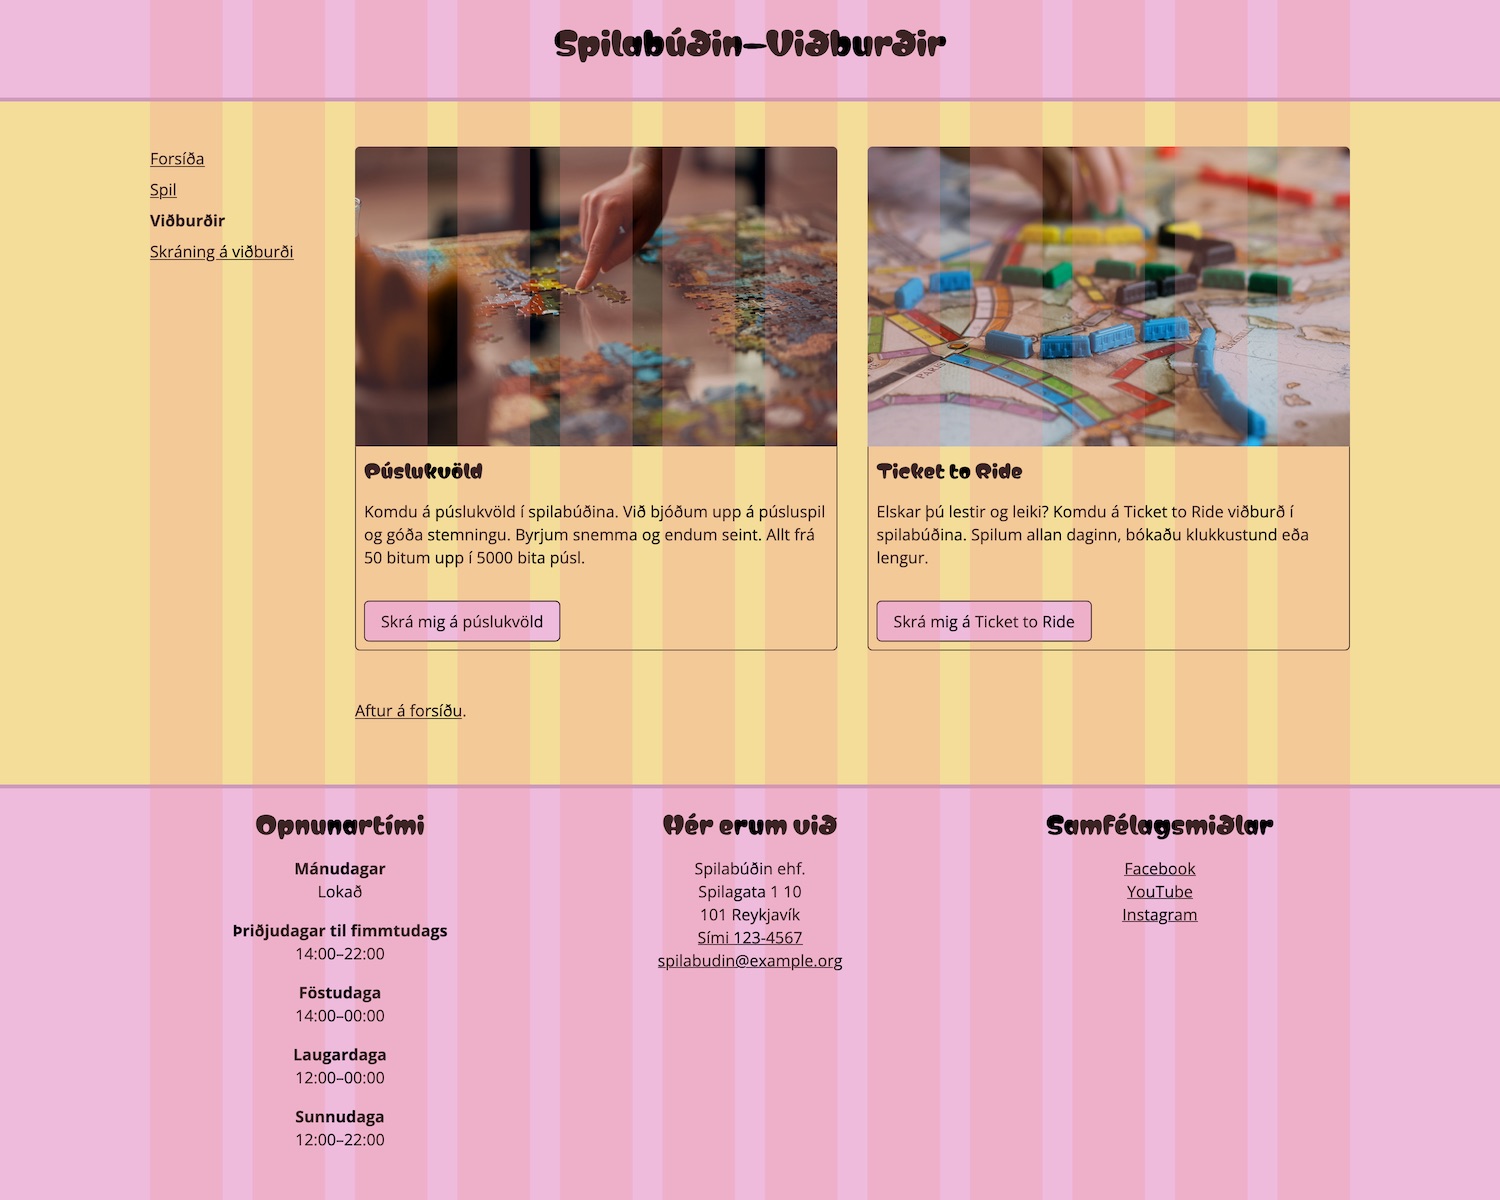 Spilabúðin–Viðburðir
Forsíða
Spil
Viðburðir
Skráning á viðburði
Púslukvöld
Komdu á púslukvöld í spilabúðina. Við bjóðum upp á púsluspil
og góða stemningu. Byrjum snemma og endum seint. Allt frá
50 bitum upp í 5000 bita púsl.
Skrá mig á púslukvöld
Ticket to Ride
Elskar þú lestir og leiki? Komdu á Ticket to Ride viðburð í
spilabúðina. Spilum allan daginn, bókaðu klukkustund eða
lengur.
Skrá mig á Ticket to Ride
Aftur á forsíðu.
Opnunartími
Mánudagar
Lokað
Þriðjudagar til fimmtudags
14:00–22:00
Föstudaga
14:00–00:00
Laugardaga
12:00–00:00
Sunnudaga
12:00–22:00
Hér erum við
Spilabúðin ehf.
Spilagata 1 10
101 Reykjavík
Sími 123-4567
spilabudin@example.org
Samfélagsmiðlar
Facebook
YouTube
Instagram